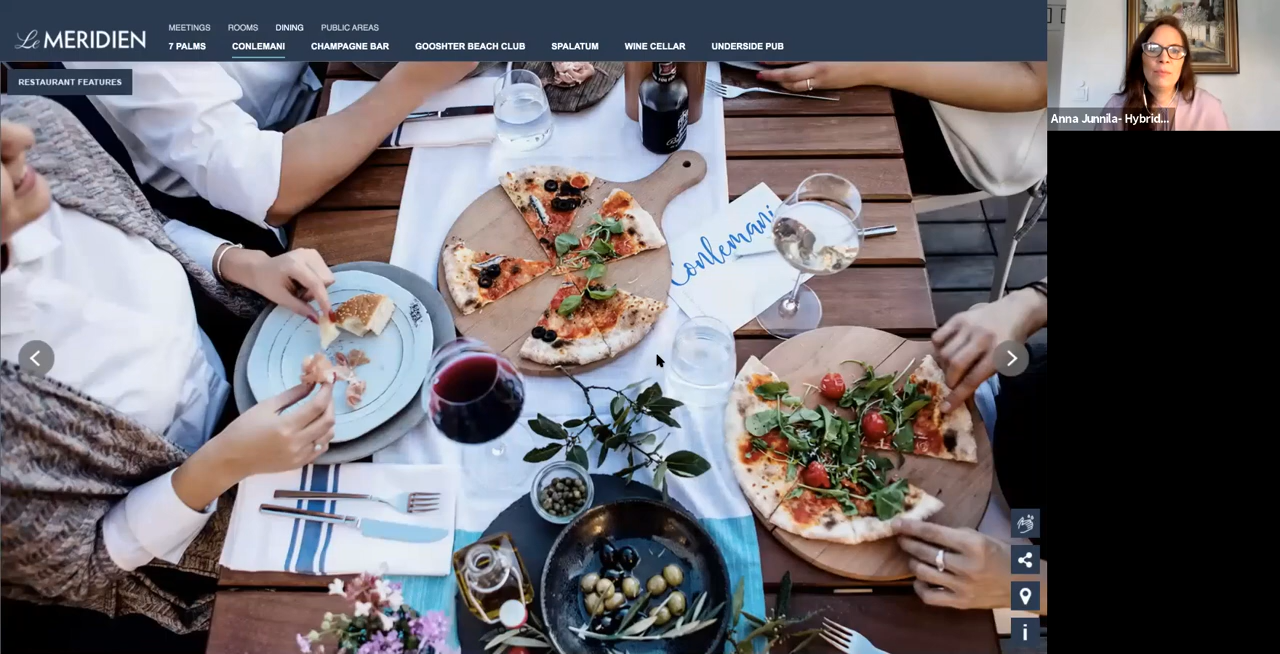 Le MERIDIEN
MEETINGS ROOMS DINING PUBLIC AREAS
7 PALMS CONLEMANI CHAMPAGNE BAR GOOSHTER BEACH CLUB SPALATUM WINE CELLAR UNDERSIDE PUB
RESTAURANT FEATURES
Anna Junnila- Hybrid...
Conlemani